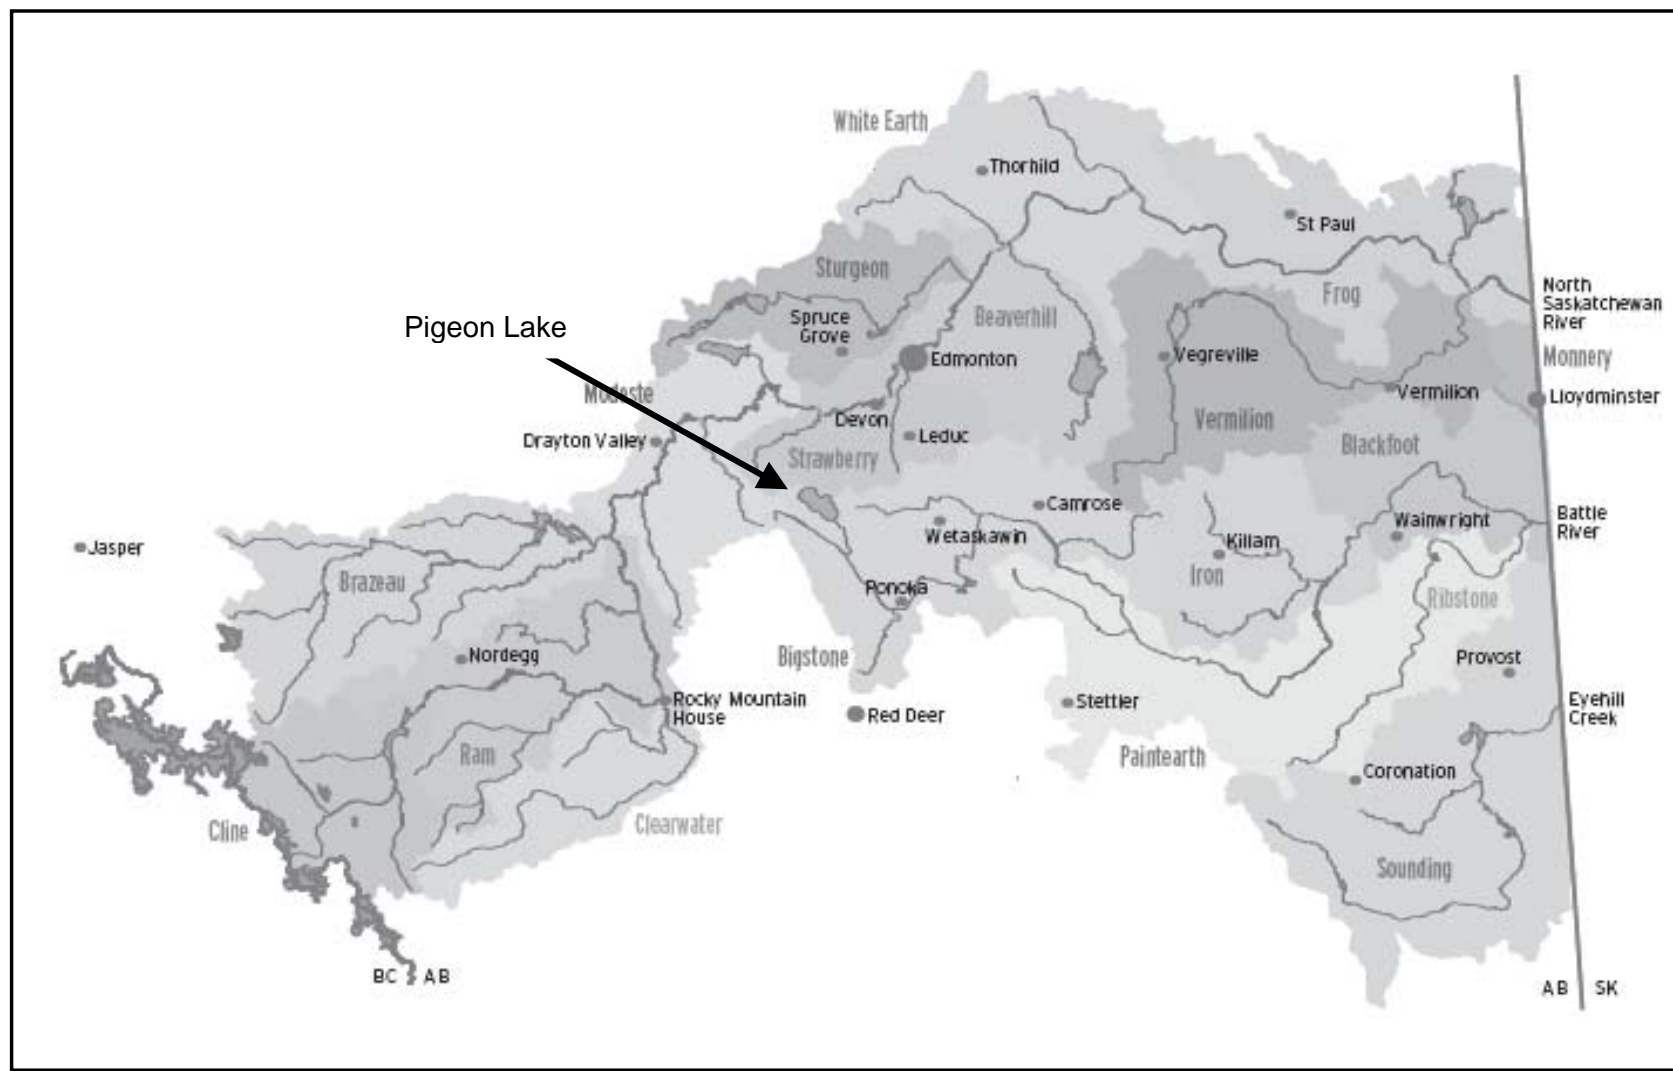 White Earth
Thorhild
St Paul
Sturgeon
North
Saskatchewan
River
Frog
Beaverhill
Pigeon Lake
Spruce
Grove
Edmonton
Vegreville
Monnery
Modeste
Vermilion
Lloydminster
Devon
Leduc
Vermilion
Drayton Valley
Strawberry
Blackfoot
Camrose
Battle
River
Wainwright
Wetaskawin
Killam
Jasper
Brazeau
Iron
Ponoka
Ribstone
Nordegg
Bigstone
Provost
Rocky Mountain
House
Red Deer
Stettler
Eyehill
Creek
Ram
Paintearth
Coronation
Cline
Clearwater
Sounding
BC AB
AB SK